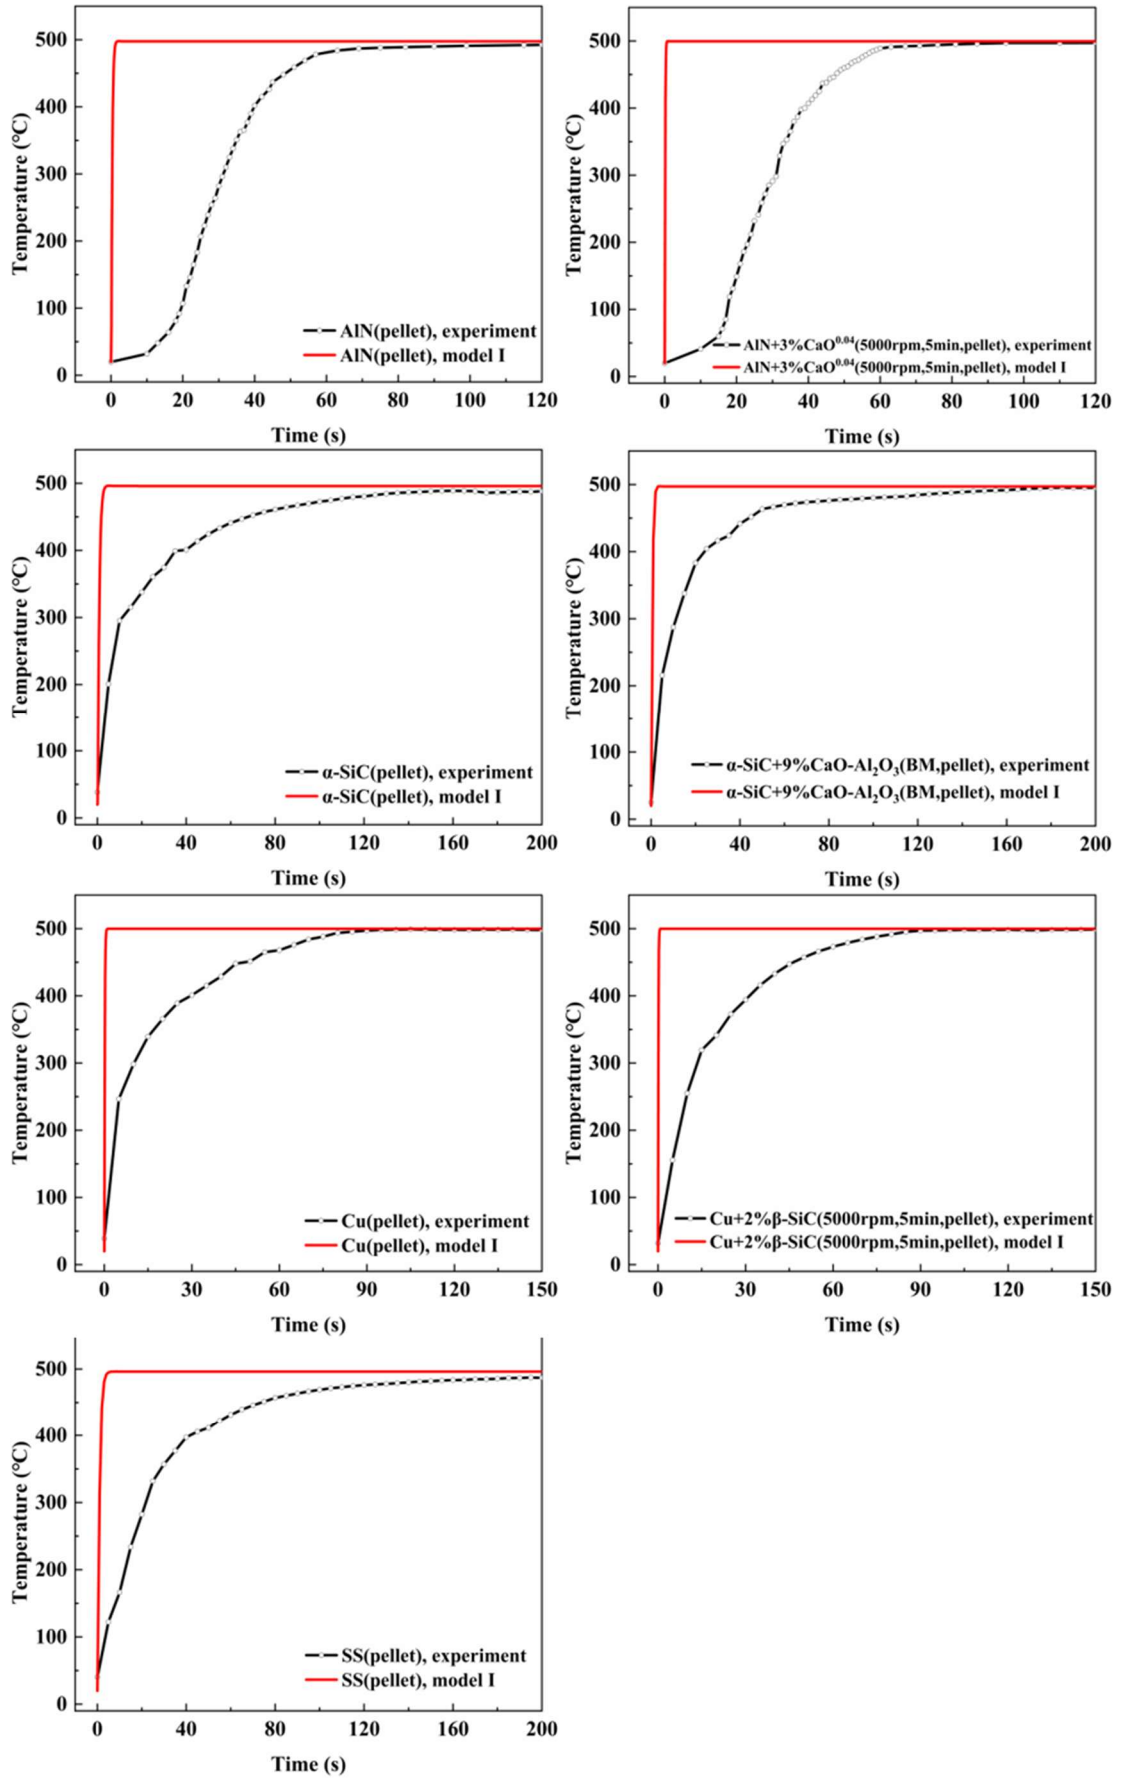 500
400
300
200
100
0
Temperature (°C)
AlN(pellet), experiment
AlN(pellet), model I
0 20 40 60 80 100 120
Time (s)
500
400
300
200
100
0
Temperature (°C)
AlN+3%CaO⁰·⁰⁴(5000rpm,5min,pellet), experiment
AlN+3%CaO⁰·⁰⁴(5000rpm,5min,pellet), model I
0 20 40 60 80 100 120
Time (s)
500
400
300
200
100
0
Temperature (°C)
α-SiC(pellet), experiment
α-SiC(pellet), model I
0 40 80 120 160 200
Time (s)
500
400
300
200
100
0
Temperature (°C)
α-SiC+9%CaO-Al₂O₃(BM,pellet), experiment
α-SiC+9%CaO-Al₂O₃(BM,pellet), model I
0 40 80 120 160 200
Time (s)
500
400
300
200
100
0
Temperature (°C)
Cu(pellet), experiment
Cu(pellet), model I
0 30 60 90 120 150
Time (s)
500
400
300
200
100
0
Temperature (°C)
Cu+2%β-SiC(5000rpm,5min,pellet), experiment
Cu+2%β-SiC(5000rpm,5min,pellet), model I
0 30 60 90 120 150
Time (s)
500
400
300
200
100
0
Temperature (°C)
SS(pellet), experiment
SS(pellet), model I
0 40 80 120 160 200
Time (s)